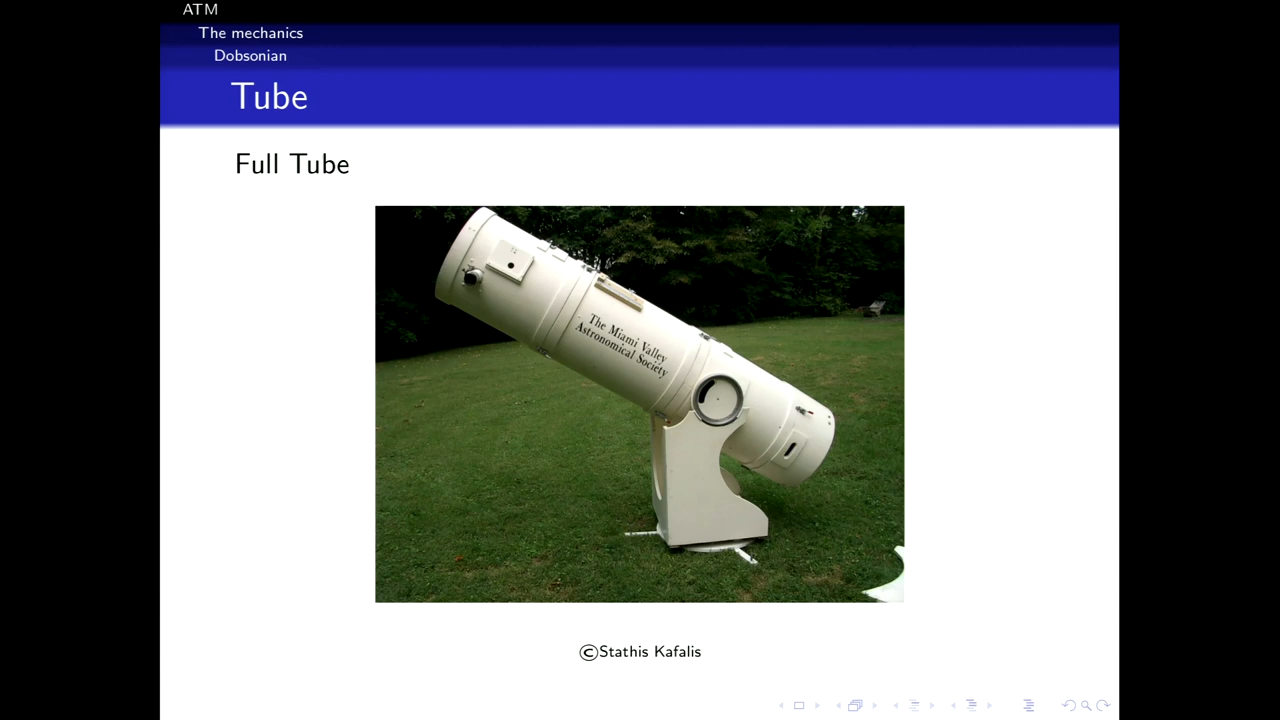 ATM
The mechanics
Dobsonian
Tube
Full Tube
The Miami Valley
Astronomical Society
©Stathis Kafalis